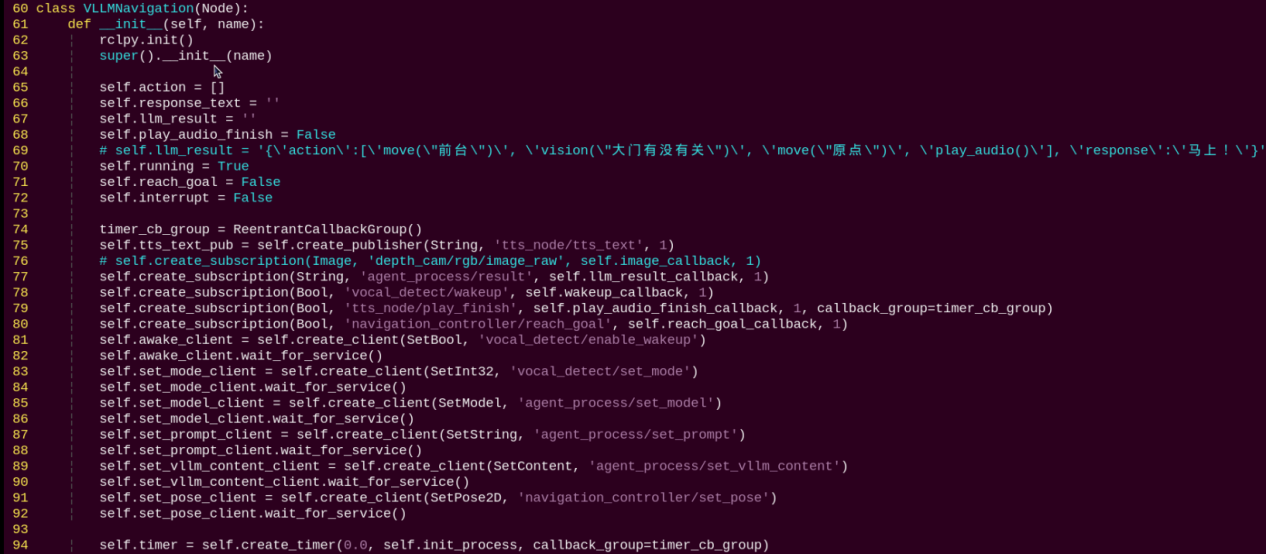 60 class VLLMNavigation(Node):
61     def __init__(self, name):
62         rclpy.init()
63         super().__init__(name)
64
65         self.action = []
66         self.response_text = ''
67         self.llm_result = ''
68         self.play_audio_finish = False
69         # self.llm_result = '{\'action\':[\'move(\"前台\")\', \'vision(\"大门有没有关\")\', \'move(\"原点\")\', \'play_audio()\'], \'response\':\'马上！\'}'
70         self.running = True
71         self.reach_goal = False
72         self.interrupt = False
73
74         timer_cb_group = ReentrantCallbackGroup()
75         self.tts_text_pub = self.create_publisher(String, 'tts_node/tts_text', 1)
76         # self.create_subscription(Image, 'depth_cam/rgb/image_raw', self.image_callback, 1)
77         self.create_subscription(String, 'agent_process/result', self.llm_result_callback, 1)
78         self.create_subscription(Bool, 'vocal_detect/wakeup', self.wakeup_callback, 1)
79         self.create_subscription(Bool, 'tts_node/play_finish', self.play_audio_finish_callback, 1, callback_group=timer_cb_group)
80         self.create_subscription(Bool, 'navigation_controller/reach_goal', self.reach_goal_callback, 1)
81         self.awake_client = self.create_client(SetBool, 'vocal_detect/enable_wakeup')
82         self.awake_client.wait_for_service()
83         self.set_mode_client = self.create_client(SetInt32, 'vocal_detect/set_mode')
84         self.set_mode_client.wait_for_service()
85         self.set_model_client = self.create_client(SetModel, 'agent_process/set_model')
86         self.set_model_client.wait_for_service()
87         self.set_prompt_client = self.create_client(SetString, 'agent_process/set_prompt')
88         self.set_prompt_client.wait_for_service()
89         self.set_vllm_content_client = self.create_client(SetContent, 'agent_process/set_vllm_content')
90         self.set_vllm_content_client.wait_for_service()
91         self.set_pose_client = self.create_client(SetPose2D, 'navigation_controller/set_pose')
92         self.set_pose_client.wait_for_service()
93
94         self.timer = self.create_timer(0.0, self.init_process, callback_group=timer_cb_group)